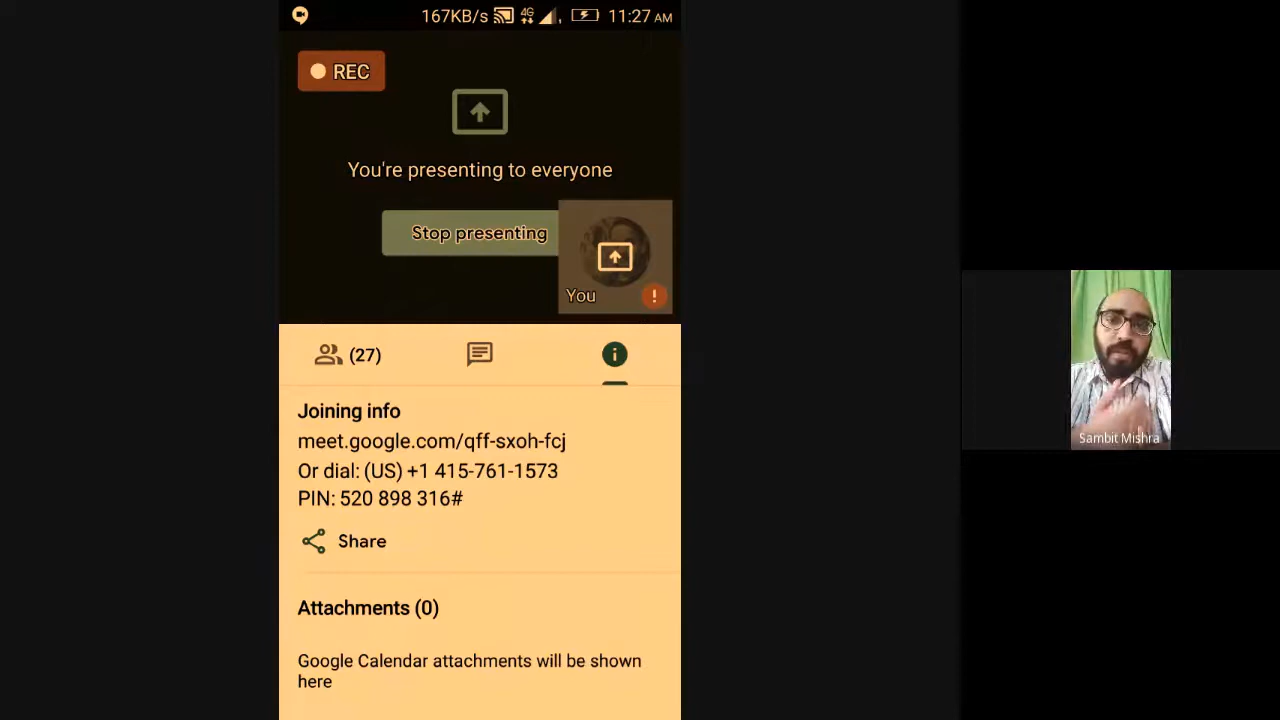 167KB/s 4G 11:27 AM
REC
You're presenting to everyone
Stop presenting
You
(27)
Joining info
meet.google.com/qff-sxoh-fcj
Or dial: (US) +1 415-761-1573
PIN: 520 898 316#
Share
Attachments (0)
Google Calendar attachments will be shown
here
Sambit Mishra